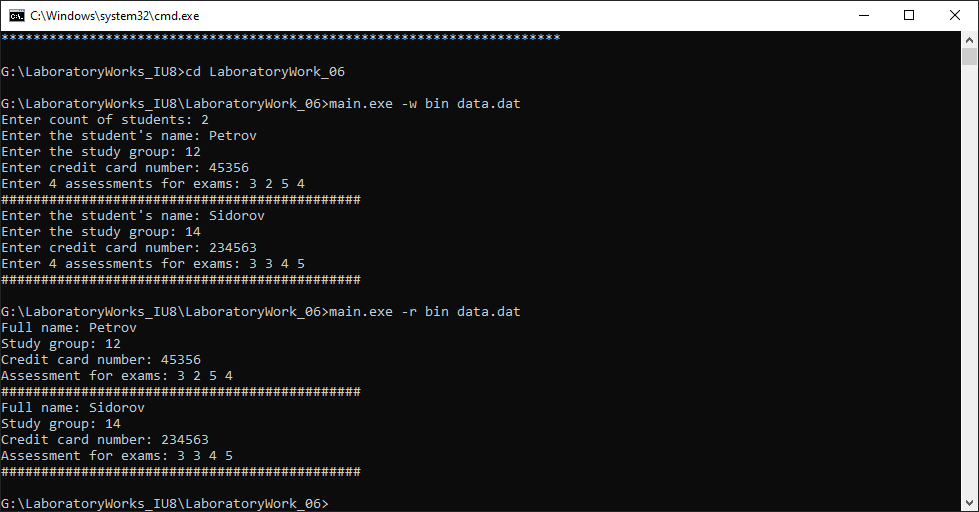 C:\Windows\system32\cmd.exe
**********************************************************************
G:\LaboratoryWorks_IU8>cd LaboratoryWork_06
G:\LaboratoryWorks_IU8\LaboratoryWork_06>main.exe -w bin data.dat
Enter count of students: 2
Enter the student's name: Petrov
Enter the study group: 12
Enter credit card number: 45356
Enter 4 assessments for exams: 3 2 5 4
#############################################
Enter the student's name: Sidorov
Enter the study group: 14
Enter credit card number: 234563
Enter 4 assessments for exams: 3 3 4 5
#############################################
G:\LaboratoryWorks_IU8\LaboratoryWork_06>main.exe -r bin data.dat
Full name: Petrov
Study group: 12
Credit card number: 45356
Assessment for exams: 3 2 5 4
#############################################
Full name: Sidorov
Study group: 14
Credit card number: 234563
Assessment for exams: 3 3 4 5
#############################################
G:\LaboratoryWorks_IU8\LaboratoryWork_06>